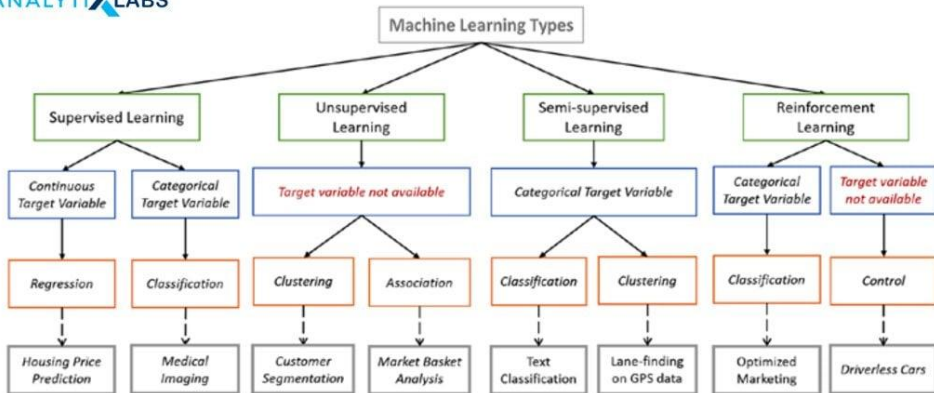 ANALYTIXLABS
Machine Learning Types
Supervised Learning
Unsupervised
Learning
Semi-supervised
Learning
Reinforcement
Learning
Continuous
Target Variable
Categorical
Target Variable
Target variable not available
Categorical Target Variable
Categorical
Target Variable
Target variable
not available
Regression
Classification
Clustering
Association
Classification
Clustering
Classification
Control
Housing Price
Prediction
Medical
Imaging
Customer
Segmentation
Market Basket
Analysis
Text
Classification
Lane-finding
on GPS data
Optimized
Marketing
Driverless Cars